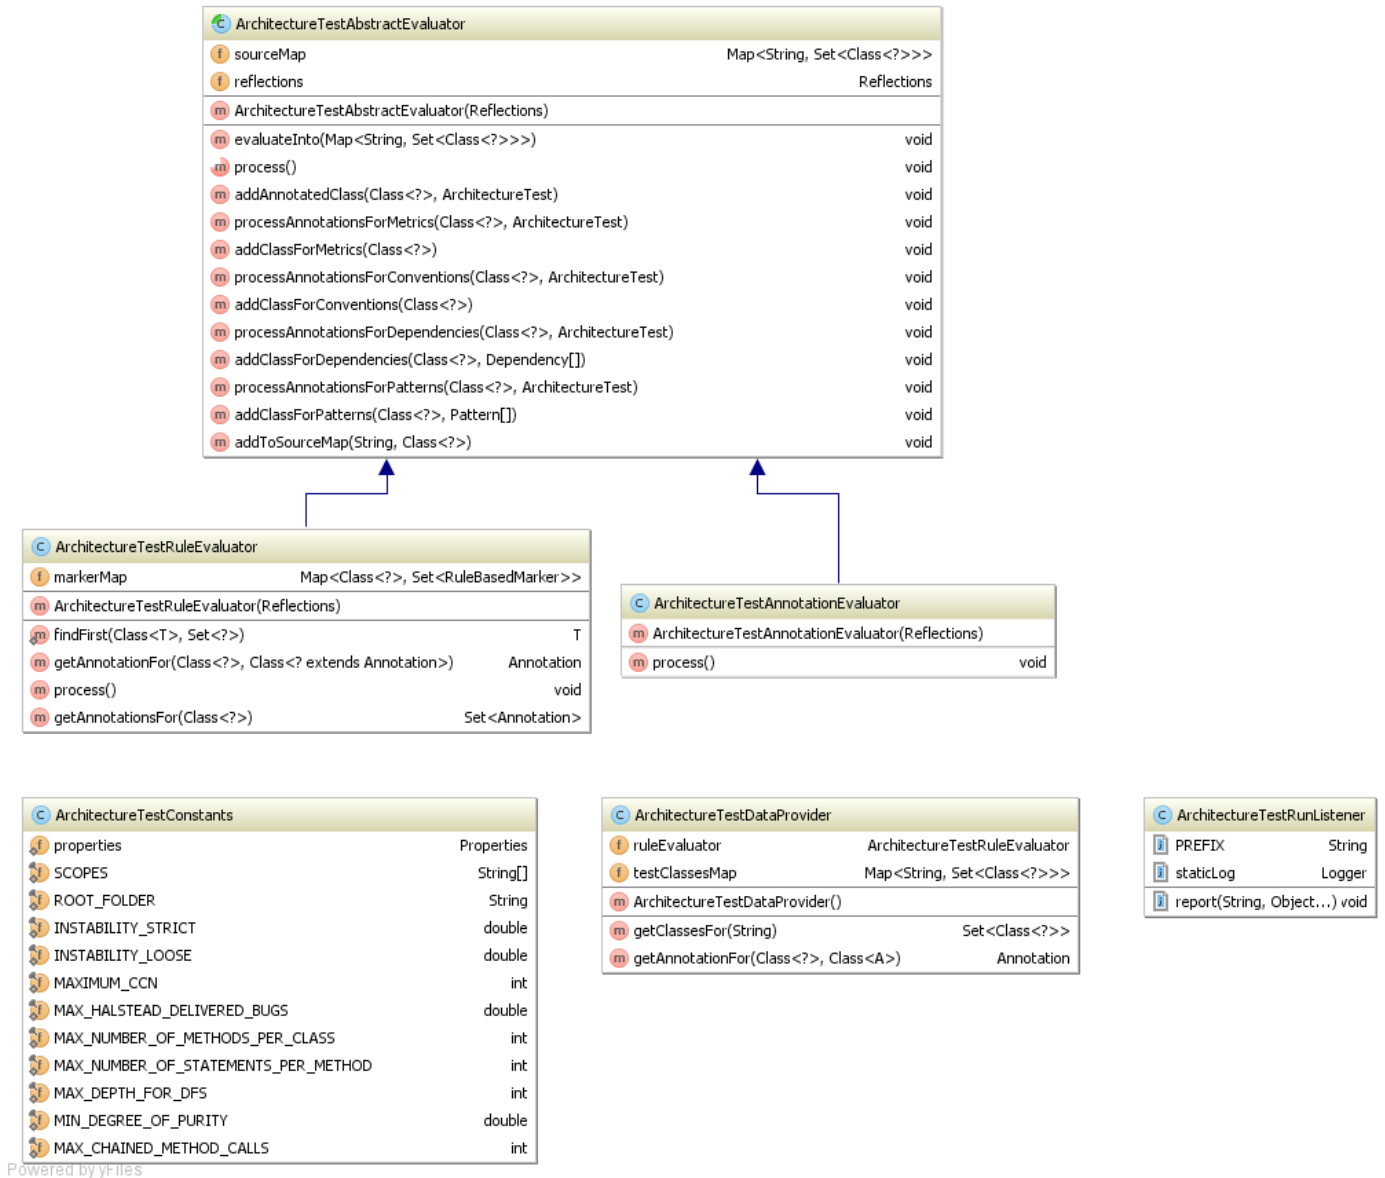 ArchitectureTestAbstractEvaluator
sourceMap Map<String, Set<Class<?>>>
reflections Reflections
ArchitectureTestAbstractEvaluator(Reflections)
evaluateInto(Map<String, Set<Class<?>>>) void
process() void
addAnnotatedClass(Class<?>, ArchitectureTest) void
processAnnotationsForMetrics(Class<?>, ArchitectureTest) void
addClassForMetrics(Class<?>) void
processAnnotationsForConventions(Class<?>, ArchitectureTest) void
addClassForConventions(Class<?>) void
processAnnotationsForDependencies(Class<?>, ArchitectureTest) void
addClassForDependencies(Class<?>, Dependency[]) void
processAnnotationsForPatterns(Class<?>, ArchitectureTest) void
addClassForPatterns(Class<?>, Pattern[]) void
addToSourceMap(String, Class<?>) void
ArchitectureTestRuleEvaluator
markerMap Map<Class<?>, Set<RuleBasedMarker>>
ArchitectureTestRuleEvaluator(Reflections)
findFirst(Class<T>, Set<?>) T
getAnnotationFor(Class<?>, Class<? extends Annotation>) Annotation
process() void
getAnnotationsFor(Class<?>) Set<Annotation>
ArchitectureTestAnnotationEvaluator
ArchitectureTestAnnotationEvaluator(Reflections)
process() void
ArchitectureTestConstants
properties Properties
SCOPES String[]
ROOT_FOLDER String
INSTABILITY_STRICT double
INSTABILITY_LOOSE double
MAXIMUM_CCN int
MAX_HALSTEAD_DELIVERED_BUGS double
MAX_NUMBER_OF_METHODS_PER_CLASS int
MAX_NUMBER_OF_STATEMENTS_PER_METHOD int
MAX_DEPTH_FOR_DFS int
MIN_DEGREE_OF_PURITY double
MAX_CHAINED_METHOD_CALLS int
ArchitectureTestDataProvider
ruleEvaluator ArchitectureTestRuleEvaluator
testClassesMap Map<String, Set<Class<?>>>
ArchitectureTestDataProvider()
getClassesFor(String) Set<Class<?>>
getAnnotationFor(Class<?>, Class<A>) Annotation
ArchitectureTestRunListener
PREFIX String
staticLog Logger
report(String, Object...) void
Powered by yFiles